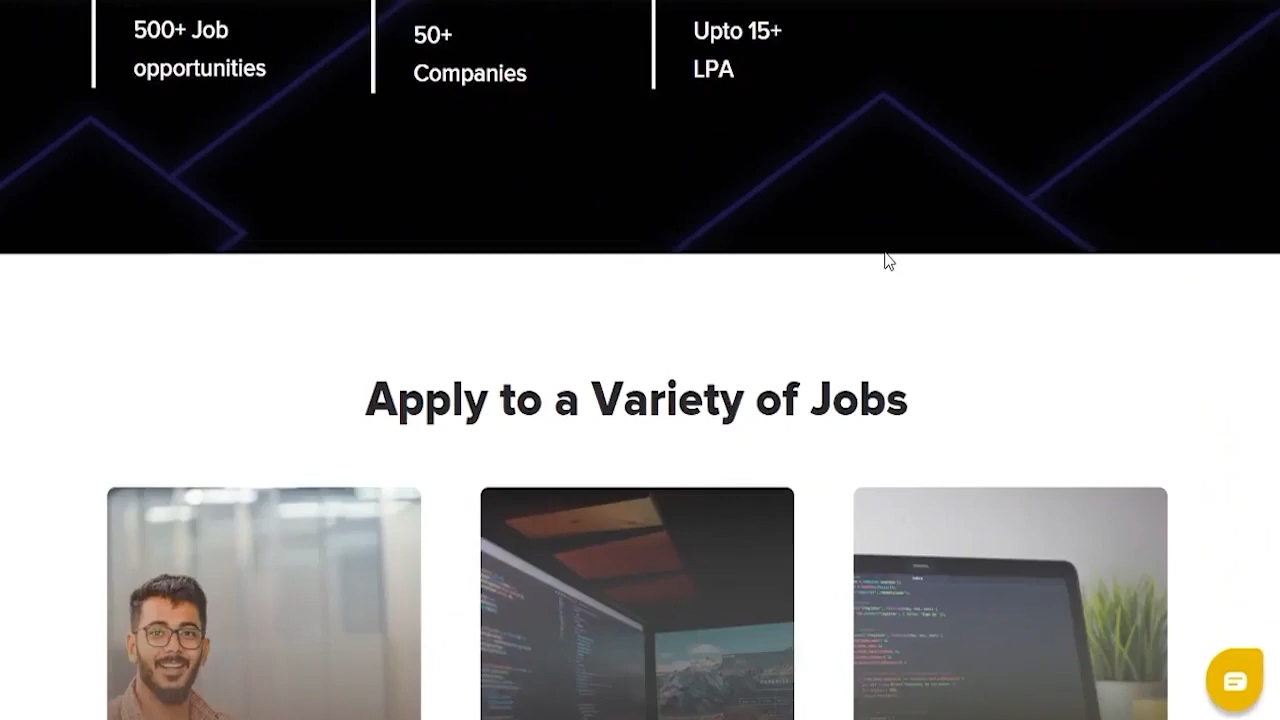 500+ Job
opportunities
50+
Companies
Upto 15+
LPA
Apply to a Variety of Jobs